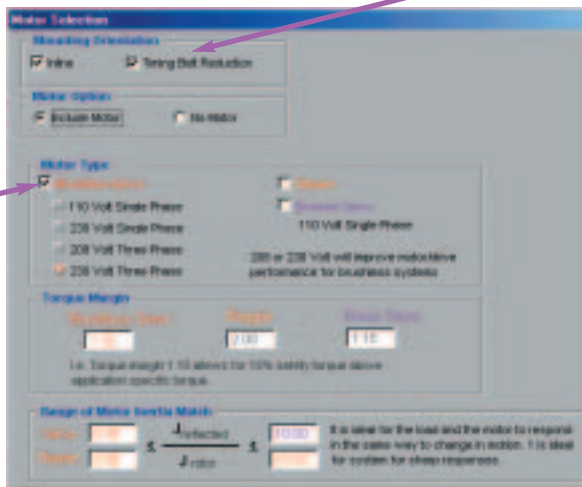 Motor Selection
Mounting Orientation
Inline Timing Belt Reduction
Motor Option
Include Motor No Motor
Motor Type
110 Volt Single Phase
230 Volt Single Phase
208 Volt Three Phase
230 Volt Three Phase
110 Volt Single Phase
208 or 230 Volt will improve motor/drive
performance for brushless systems
Torque Margin
2.00 1.15
i.e. Torque margin 1.15 allows for 15% safety torque above
application specific torque.
Range of Motor Inertia Match
J reflected
J rotor
≤ ≤ 10.00
It is ideal for the load and the motor to respond
in the same way to change in motion. 1 is ideal
for system for sharp responses.